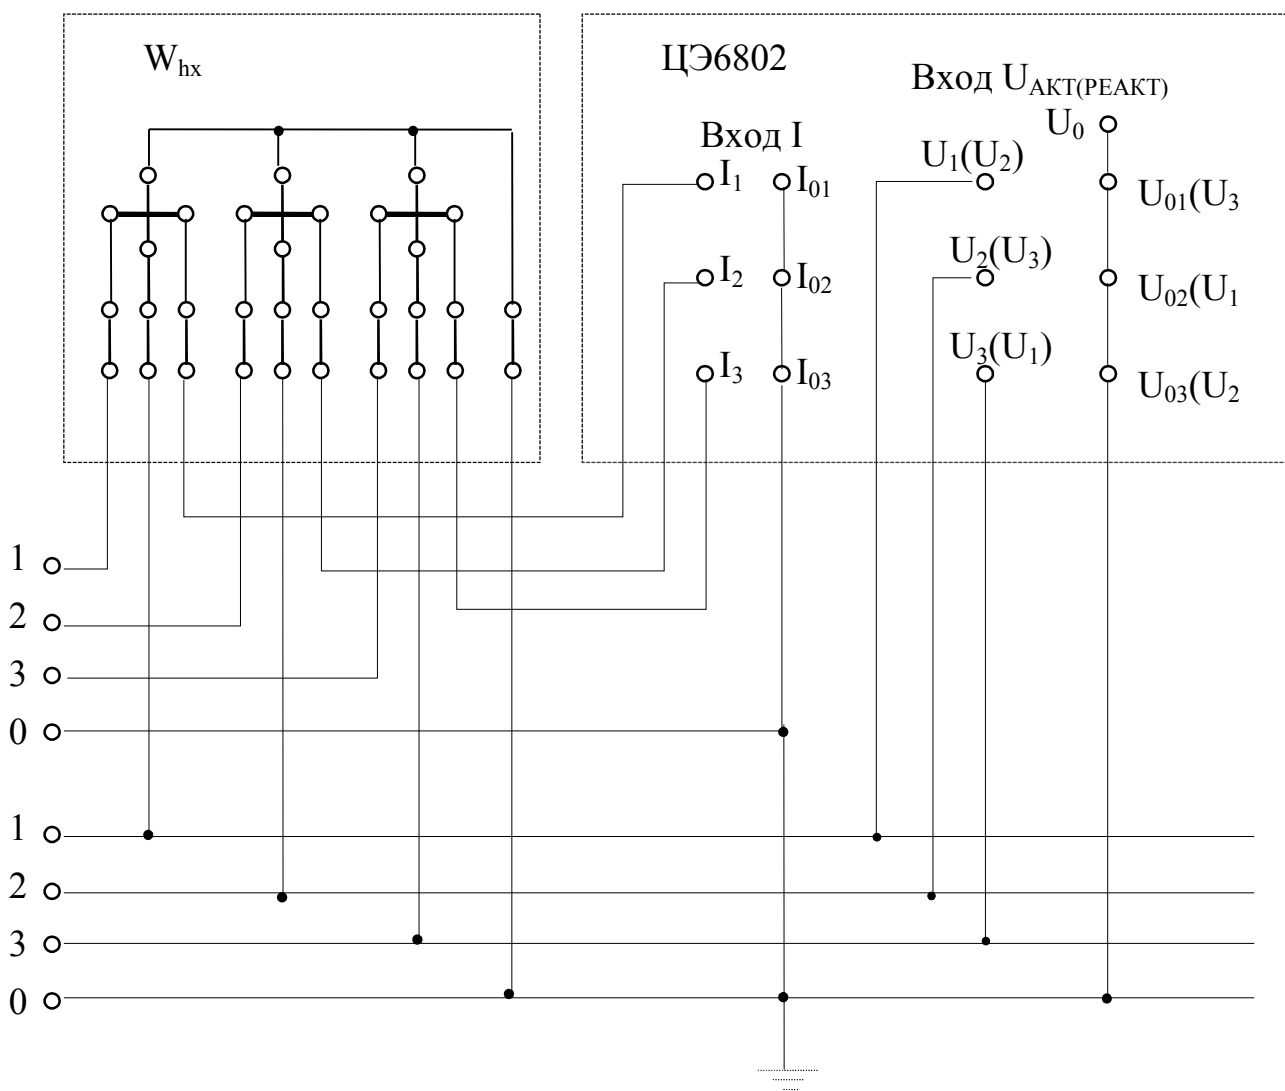 W_hx
ЦЭ6802
Вход U_АКТ(РЕАКТ)
U_0
Вход I
I_1
I_01
U_1(U_2)
U_01(U_3
I_2
I_02
U_2(U_3)
U_02(U_1
I_3
I_03
U_3(U_1)
U_03(U_2
1
2
3
0
1
2
3
0